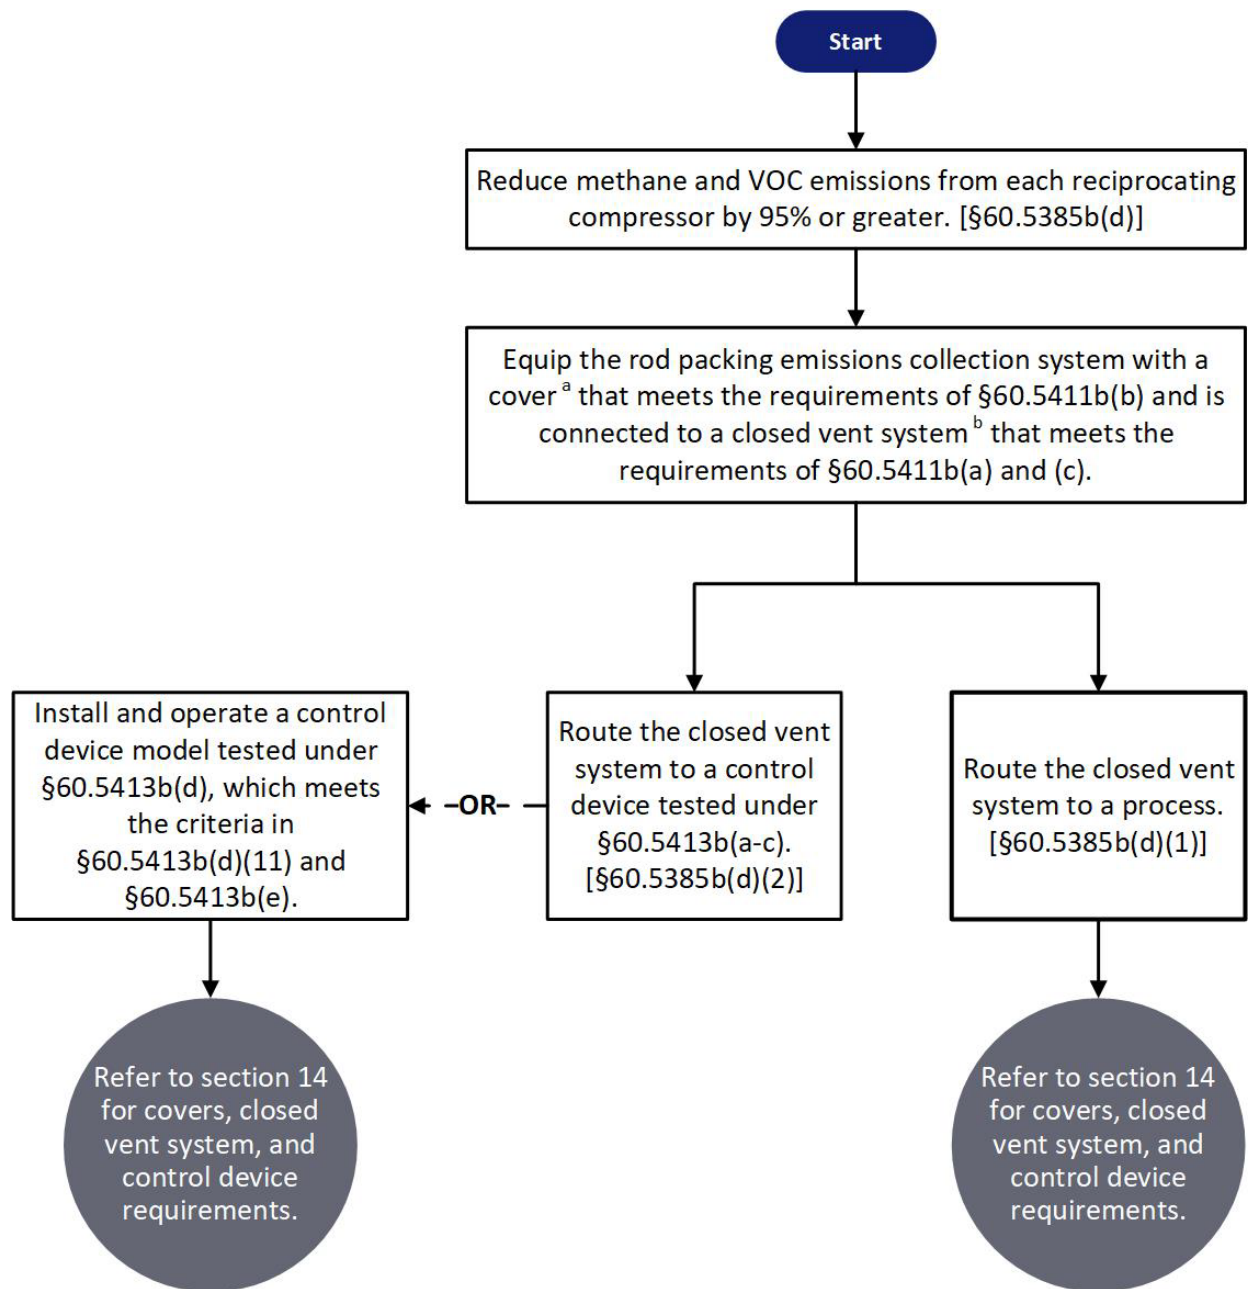 Start
Reduce methane and VOC emissions from each reciprocating
compressor by 95% or greater. [§60.5385b(d)]
Equip the rod packing emissions collection system with a
cover a that meets the requirements of §60.5411b(b) and is
connected to a closed vent system b that meets the
requirements of §60.5411b(a) and (c).
Install and operate a control
device model tested under
§60.5413b(d), which meets
the criteria in
§60.5413b(d)(11) and
§60.5413b(e).
OR
Route the closed vent
system to a control
device tested under
§60.5413b(a-c).
[§60.5385b(d)(2)]
Route the closed vent
system to a process.
[§60.5385b(d)(1)]
Refer to section 14
for covers, closed
vent system, and
control device
requirements.
Refer to section 14
for covers, closed
vent system, and
control device
requirements.